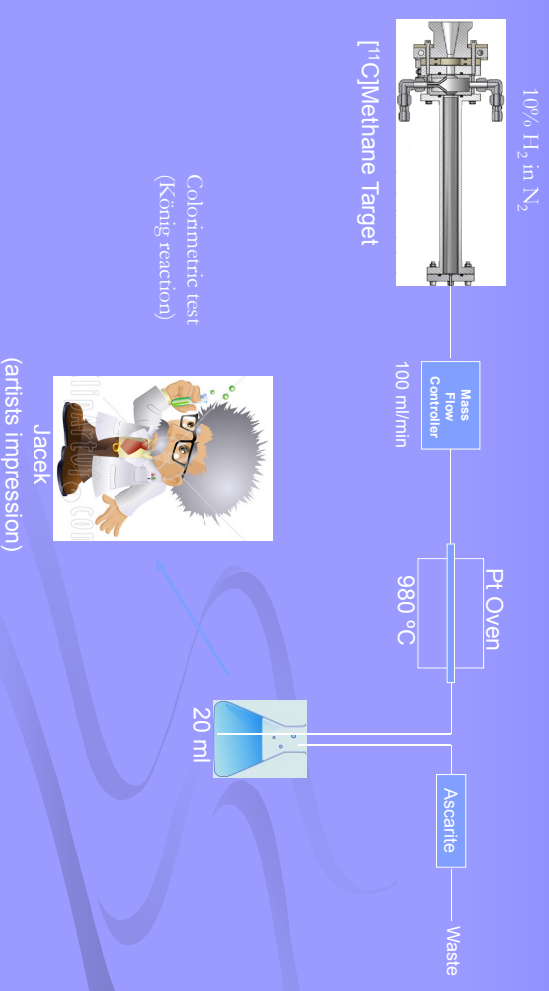 10% H₂ in N₂
[¹¹C]Methane Target
Mass
Flow
Controller
100 ml/min
Pt Oven
980 ºC
Ascarite
Waste
20 ml
Colorimetric test
(König reaction)
Jacek
(artists impression)